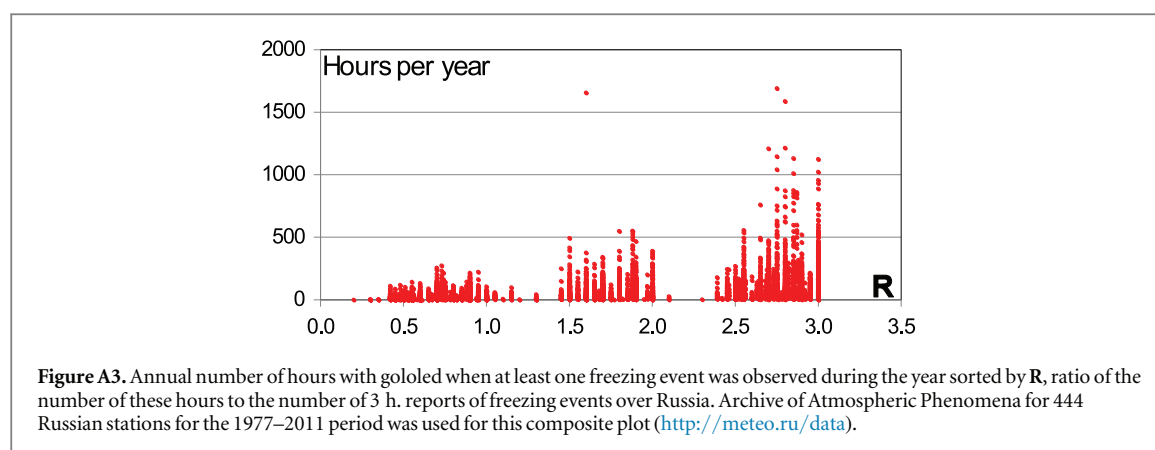 2000
Hours per year
1500
1000
500
R
0
0.0 0.5 1.0 1.5 2.0 2.5 3.0 3.5
Figure A3. Annual number of hours with gololed when at least one freezing event was observed during the year sorted by R, ratio of the
number of these hours to the number of 3 h. reports of freezing events over Russia. Archive of Atmospheric Phenomena for 444
Russian stations for the 1977–2011 period was used for this composite plot (http://meteo.ru/data).